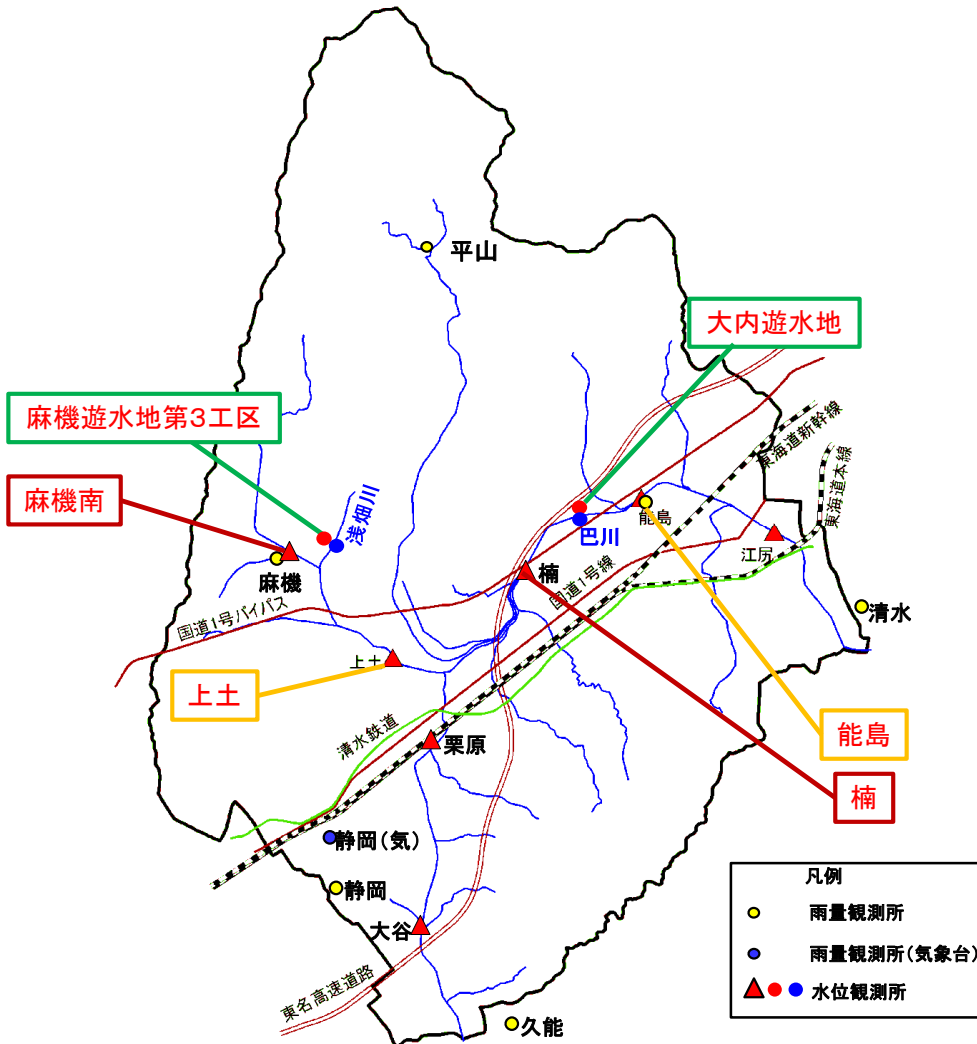 平山
大内遊水地
東海道新幹線
東海道本線
麻機遊水地第3工区
麻機南
浅畑川
能島
巴川
江尻
麻機
楠
国道1号線
清水
国道1号バイパス
上土
上土
清水鉄道
栗原
能島
楠
静岡(気)
静岡
大谷
東名高速道路
久能
凡例
雨量観測所
雨量観測所(気象台)
水位観測所